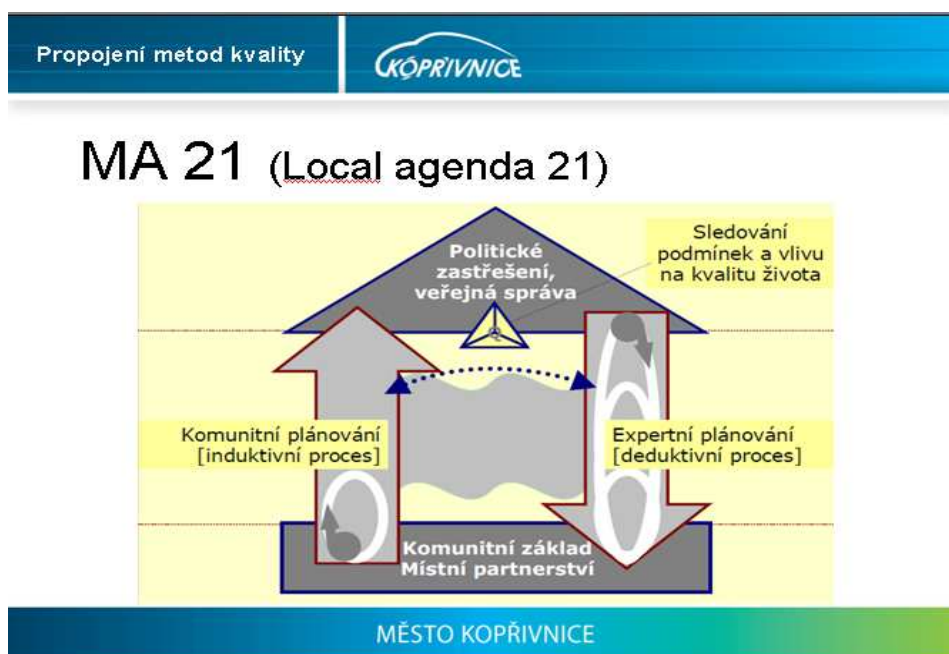 Propojení metod kvality
KOPŘIVNICE
MA 21 (Local agenda 21)
Politické
zastřešení,
veřejná správa
Sledování
podmínek a vlivu
na kvalitu života
Komunitní plánování
[induktivní proces]
Expertní plánování
[deduktivní proces]
Komunitní základ
Místní partnerství
MĚSTO KOPŘIVNICE